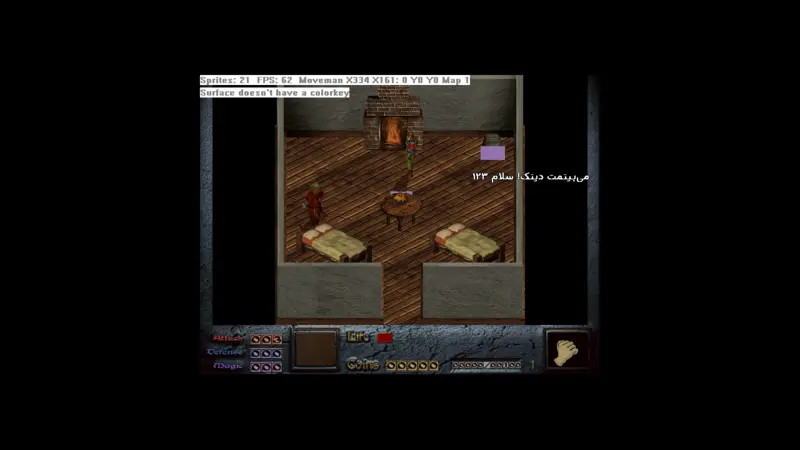 Sprites: 21 FPS: 62 Moveman X334 X161: 0 Y0 Y0 Map 1
Surface doesn't have a colorkey
می‌بینمت دینک! سلام ۱۲۳
Attack
Life
Defense
Magic
Coins